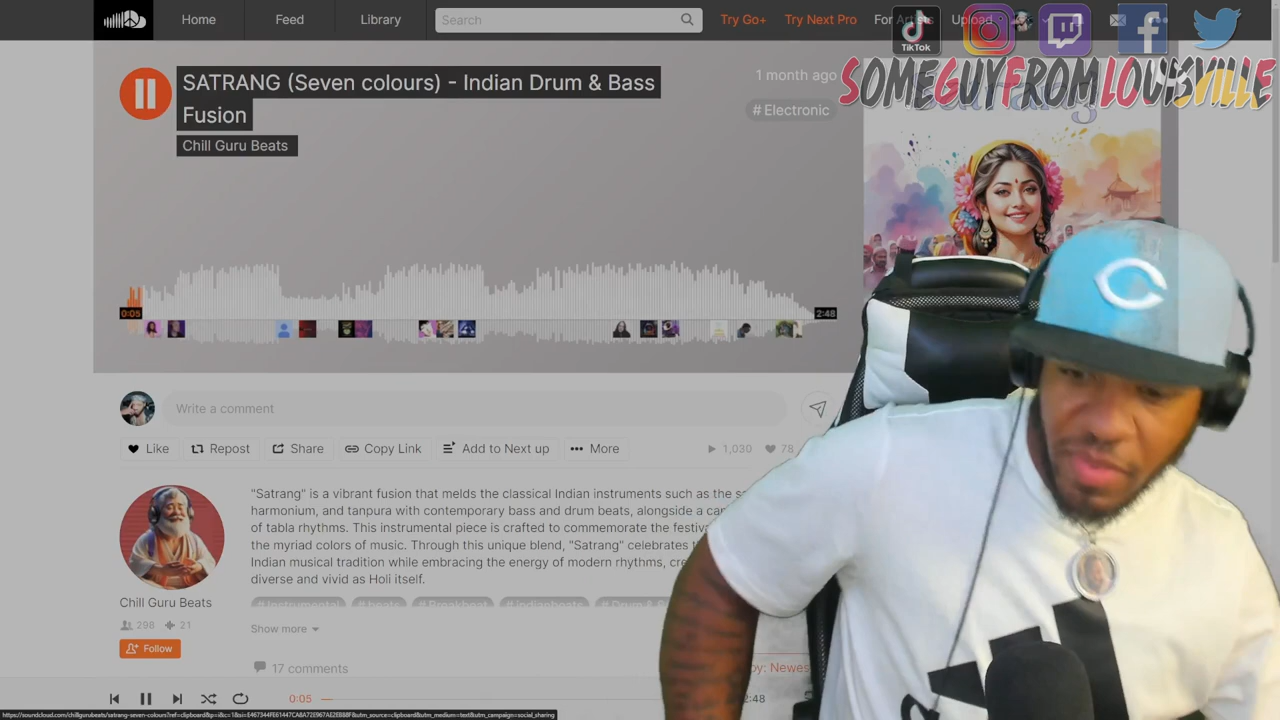 Home
Feed
Library
Search
Try Go+
Try Next Pro
Upload
TikTok
SOMEGUYFROMLOUISVILLE
SATRANG (Seven colours) - Indian Drum & Bass
Fusion
Chill Guru Beats
1 month ago
# Electronic
0:05
2:48
Write a comment
Like
Repost
Share
Copy Link
Add to Next up
More
1,030
78
"Satrang" is a vibrant fusion that melds the classical Indian instruments such as the
harmonium, and tanpura with contemporary bass and drum beats, alongside a
of tabla rhythms. This instrumental piece is crafted to commemorate the
the myriad colors of music. Through this unique blend, "Satrang" celebrates
Indian musical tradition while embracing the energy of modern rhythms,
diverse and vivid as Holi itself.
Chill Guru Beats
298
21
Follow
Show more
17 comments
0:05
2:48